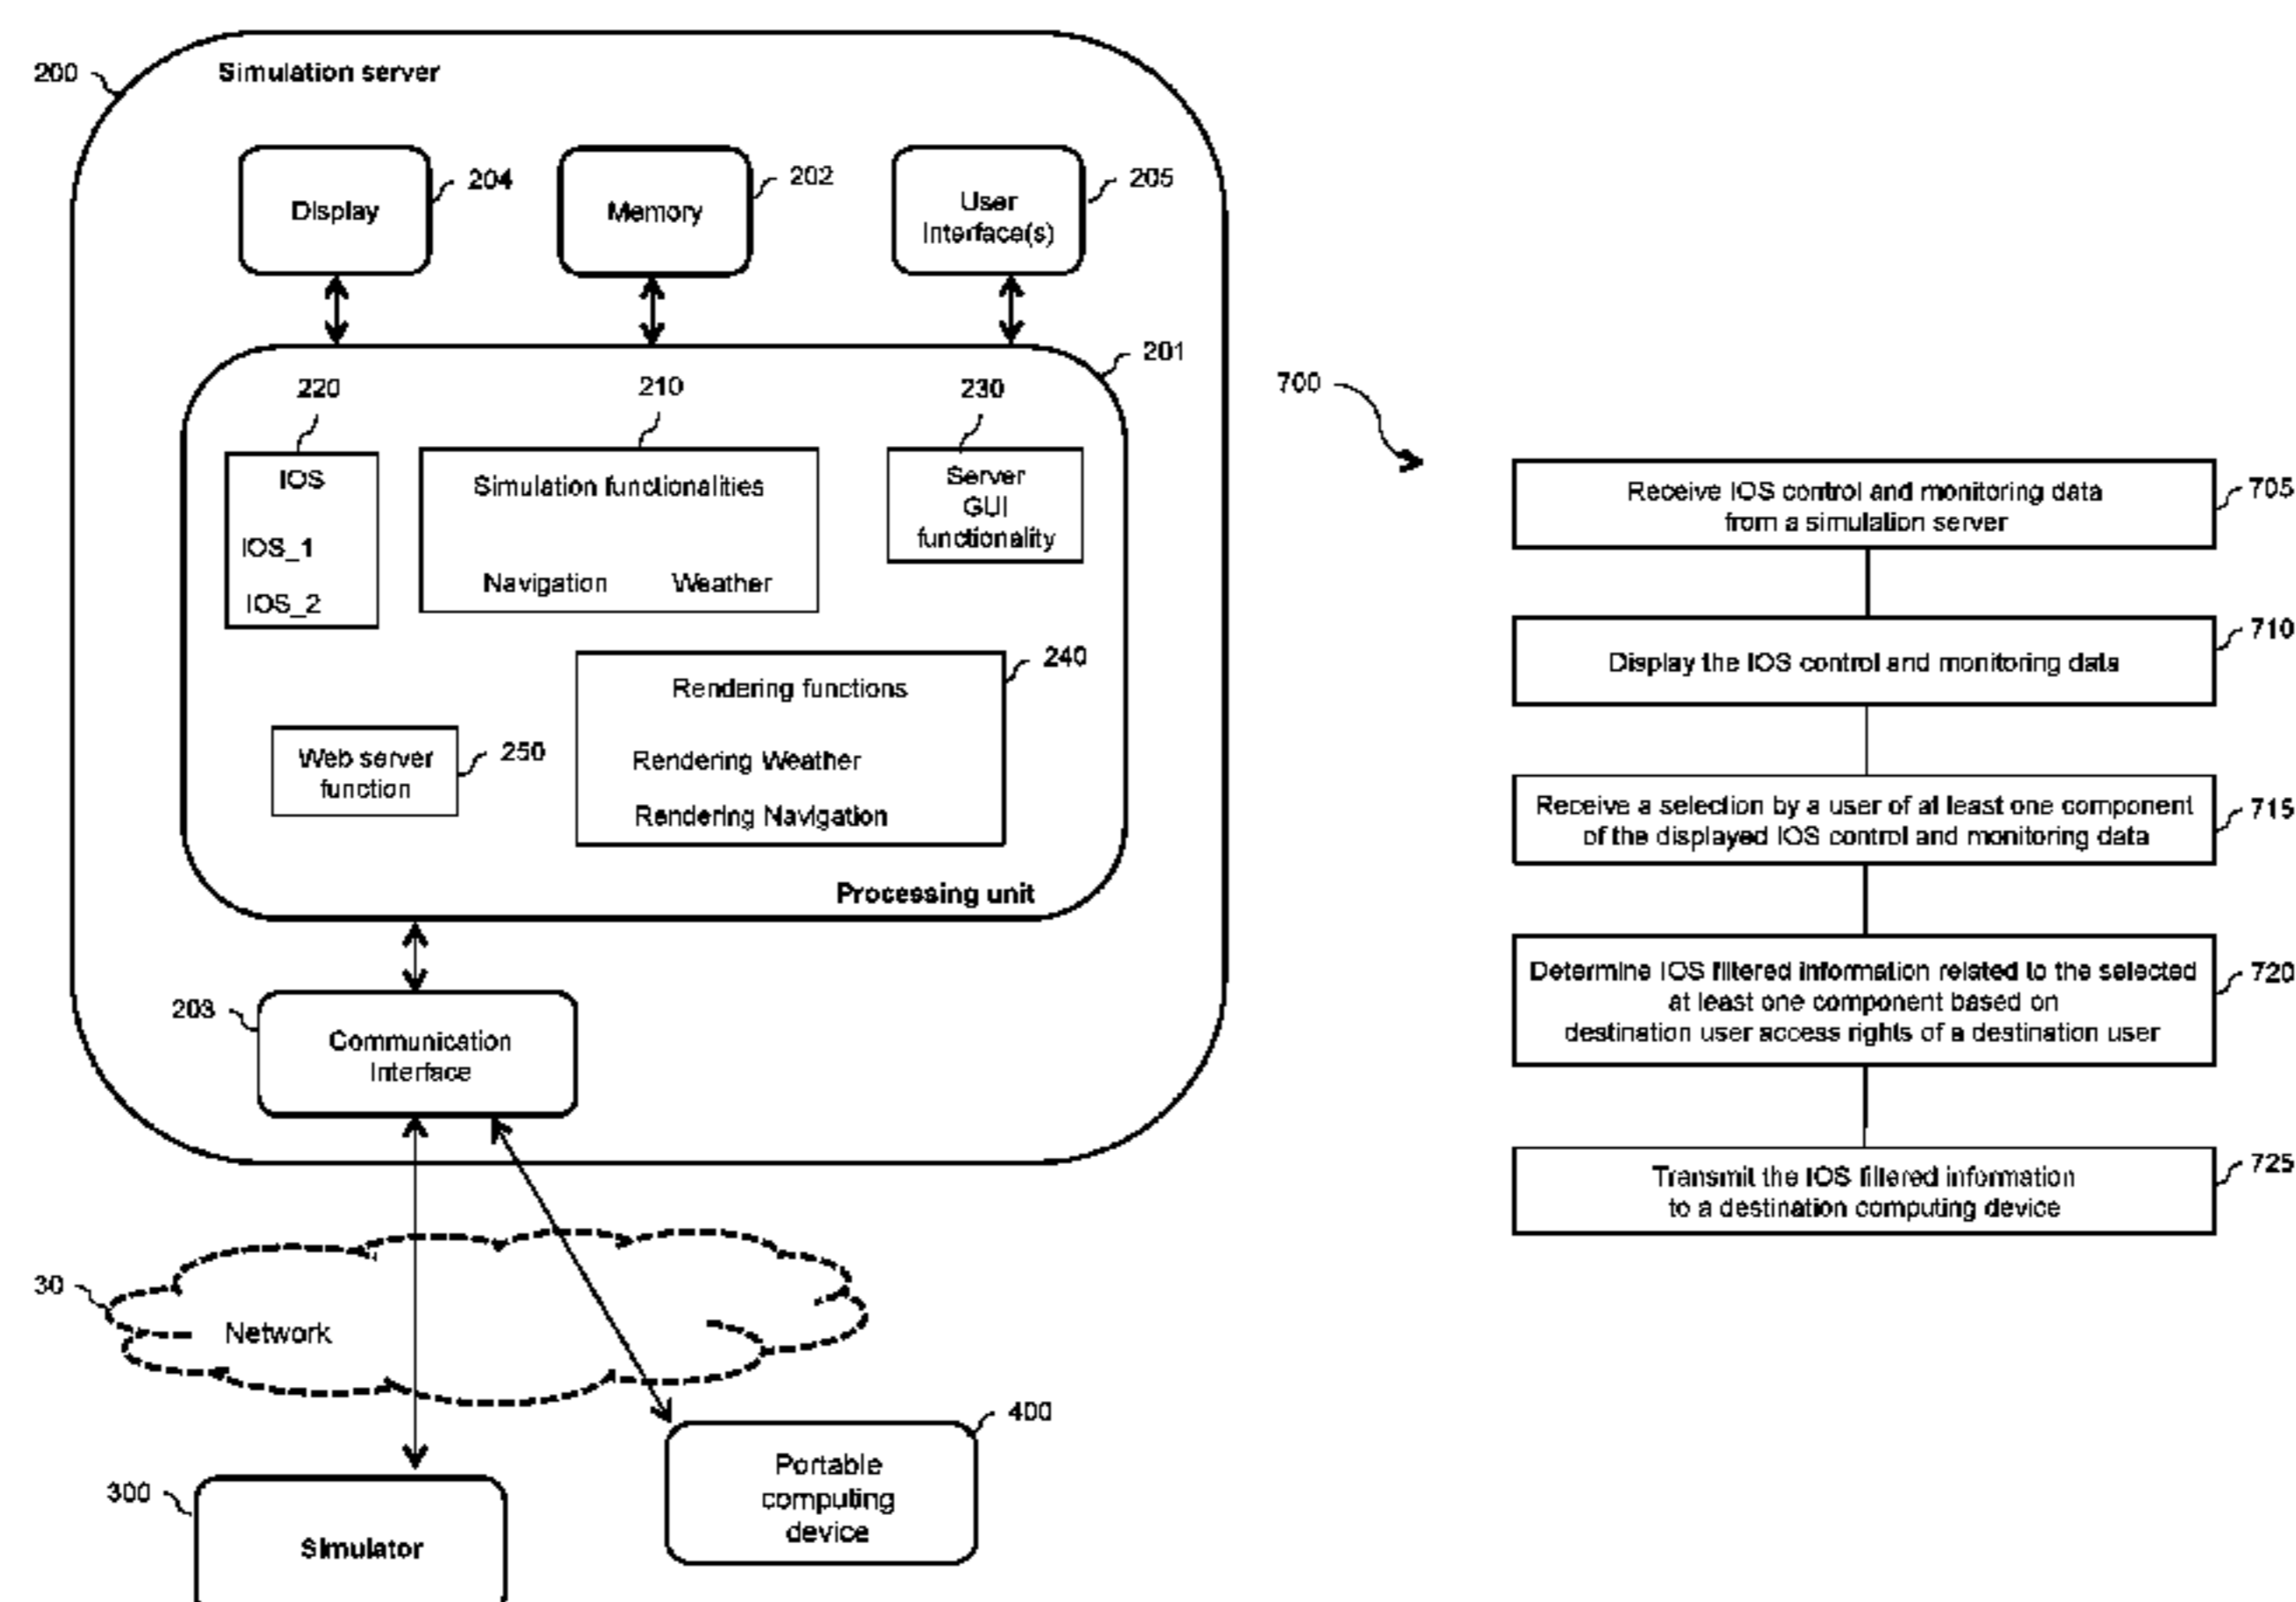 200
Simulation server
Display
204
Memory
202
User
Interface(s)
205
201
220
IOS
IOS_1
IOS_2
210
Simulation functionalities
Navigation Weather
230
Server
GUI
functionality
240
Rendering functions
Rendering Weather
Rendering Navigation
Web server
function
250
Processing unit
203
Communication
Interface
30
Network
400
Portable
computing
device
300
Simulator
700
Receive IOS control and monitoring data
from a simulation server
705
Display the IOS control and monitoring data
710
Receive a selection by a user of at least one component
of the displayed IOS control and monitoring data
715
Determine IOS filtered information related to the selected
at least one component based on
destination user access rights of a destination user
720
Transmit the IOS filtered information
to a destination computing device
725